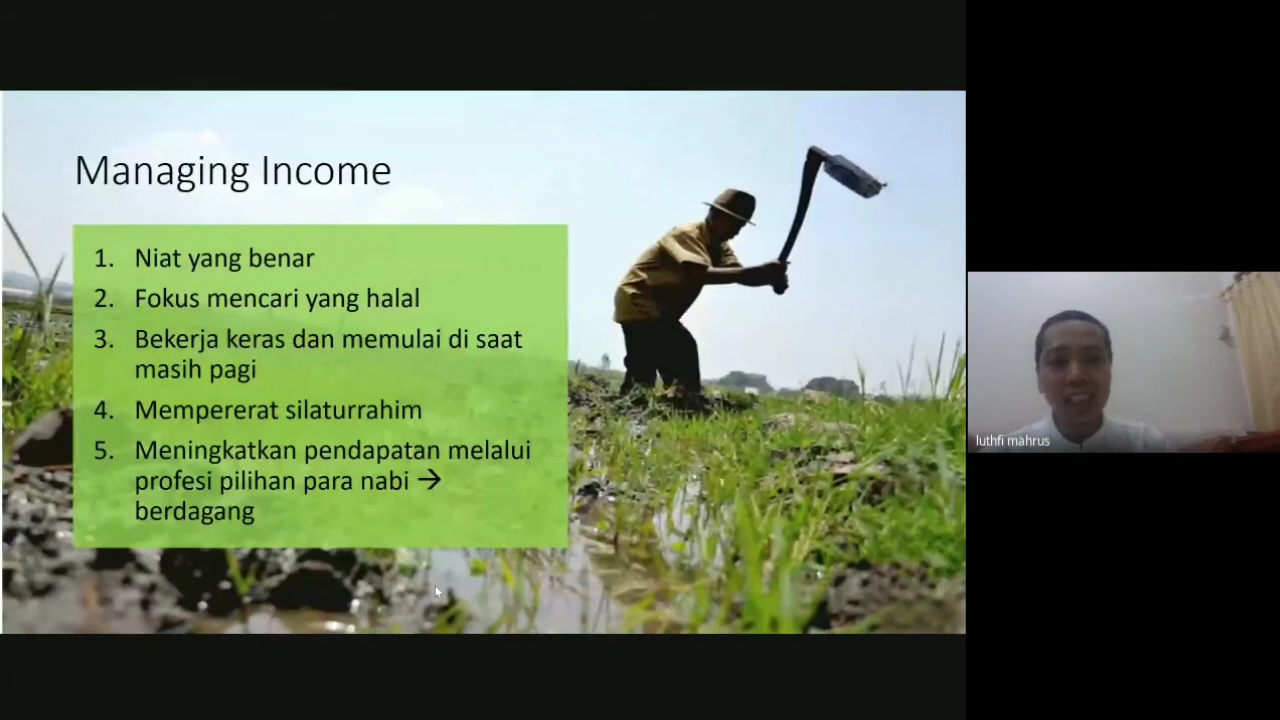 Managing Income
1. Niat yang benar
2. Fokus mencari yang halal
3. Bekerja keras dan memulai di saat
masih pagi
4. Mempererat silaturrahim
5. Meningkatkan pendapatan melalui
profesi pilihan para nabi →
berdagang
luthfi mahrus